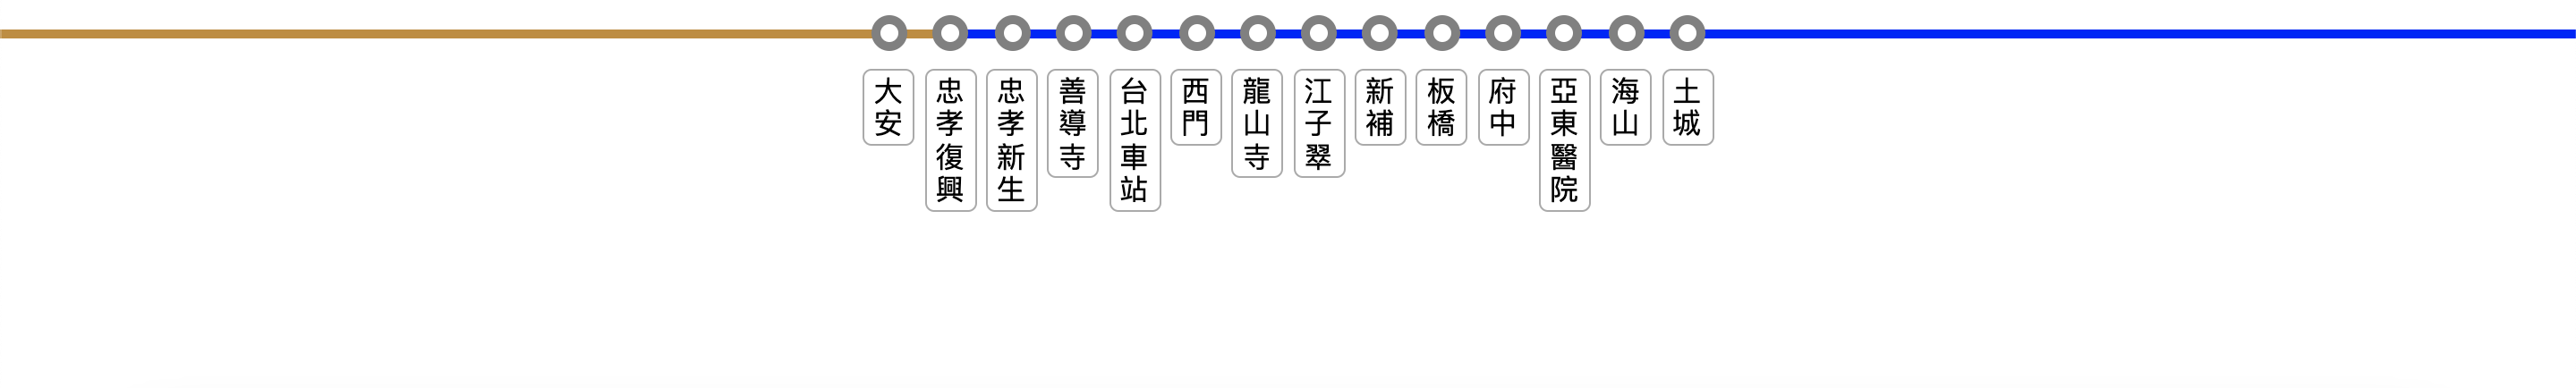 大安
忠孝復興
忠孝新生
善導寺
台北車站
西門
龍山寺
江子翠
新補
板橋
府中
亞東醫院
海山
土城